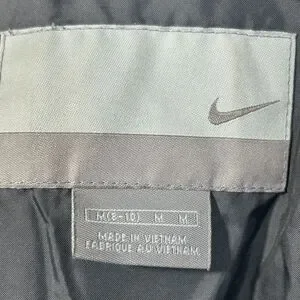 M(8-10) M M
MADE IN VIETNAM
FABRIQUE AU VIETNAM